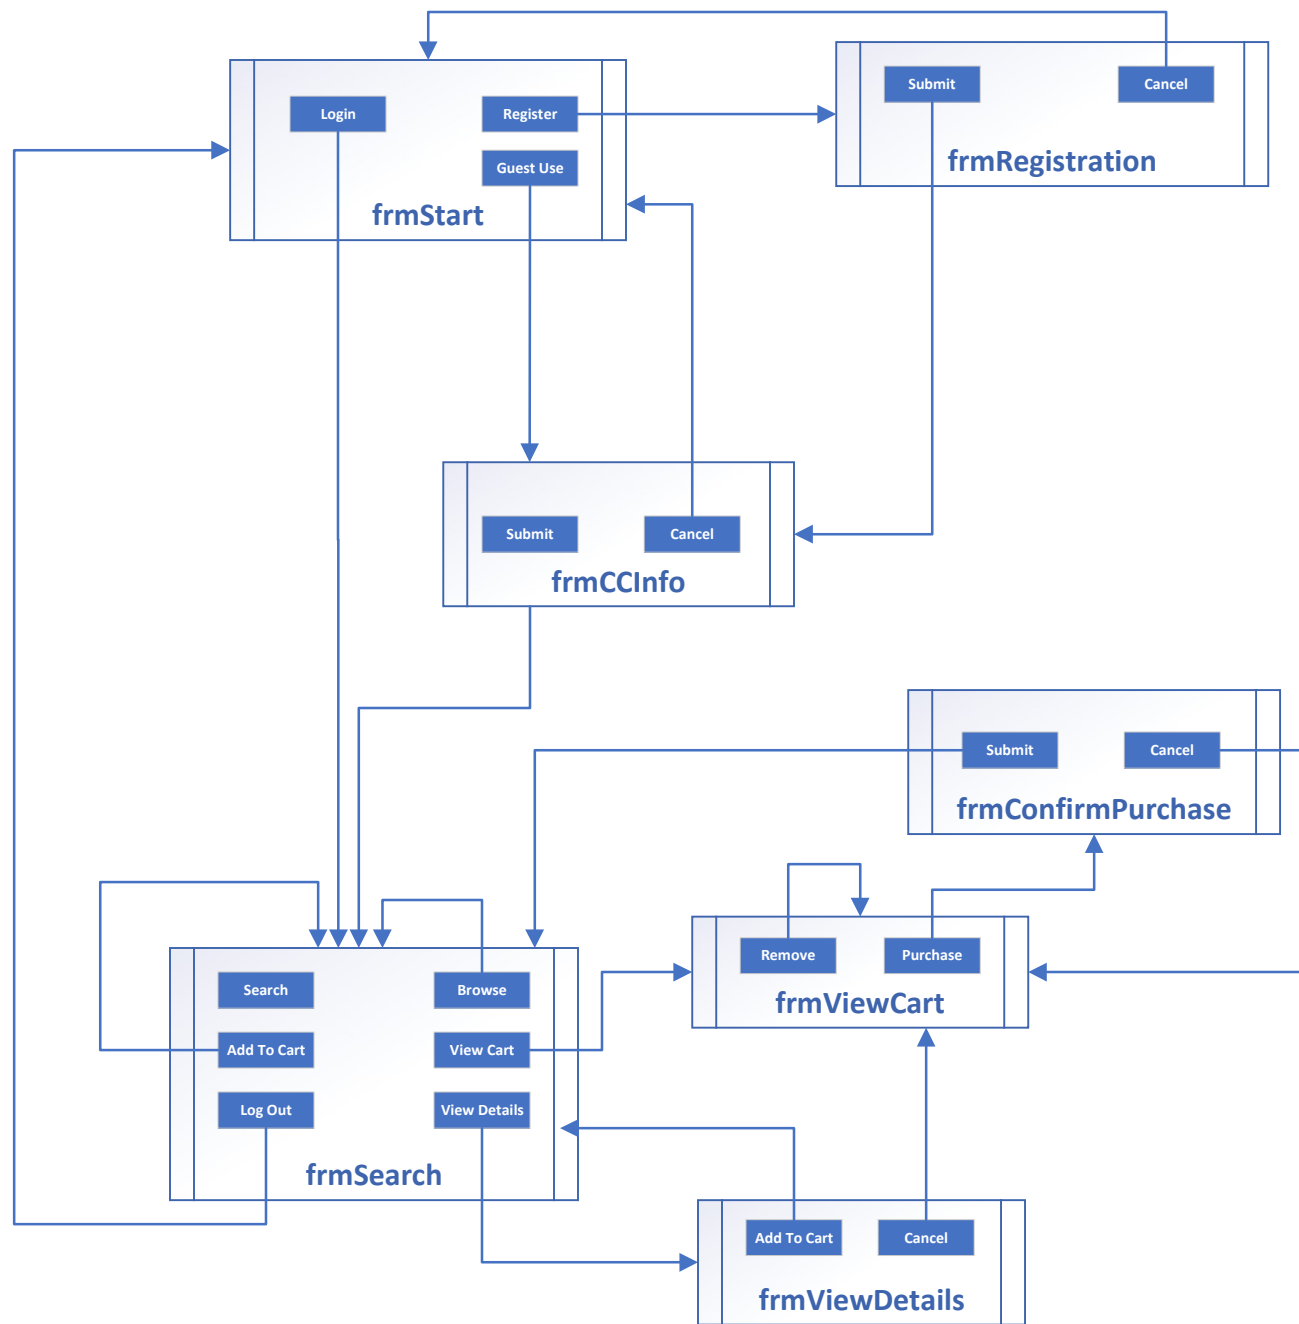 Login
Register
Guest Use
frmStart
Submit
Cancel
frmRegistration
Submit
Cancel
frmCCInfo
Submit
Cancel
frmConfirmPurchase
Remove
Purchase
frmViewCart
Search
Browse
Add To Cart
View Cart
Log Out
View Details
frmSearch
Add To Cart
Cancel
frmViewDetails